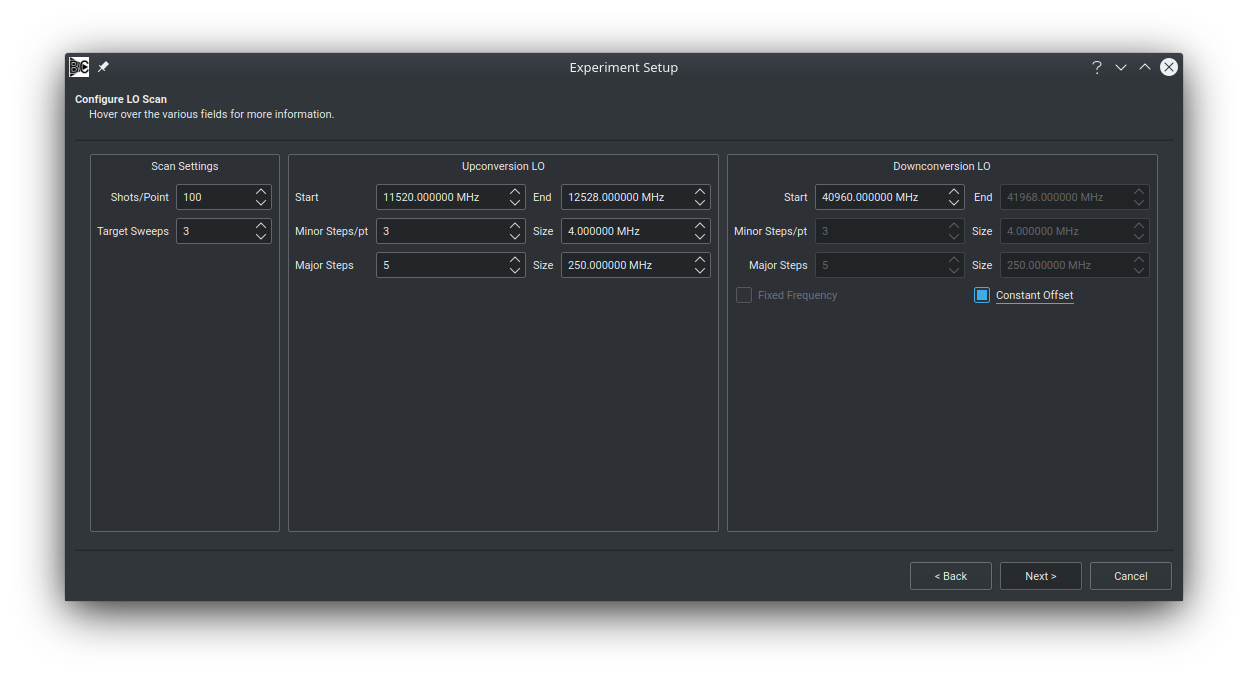 BC
Experiment Setup
?
Configure LO Scan
Hover over the various fields for more information.
Scan Settings
Shots/Point 100
Target Sweeps 3
Upconversion LO
Start 11520.000000 MHz End 12528.000000 MHz
Minor Steps/pt 3 Size 4.000000 MHz
Major Steps 5 Size 250.000000 MHz
Downconversion LO
Start 40960.000000 MHz End 41968.000000 MHz
Minor Steps/pt 3 Size 4.000000 MHz
Major Steps 5 Size 250.000000 MHz
Fixed Frequency Constant Offset
< Back Next > Cancel